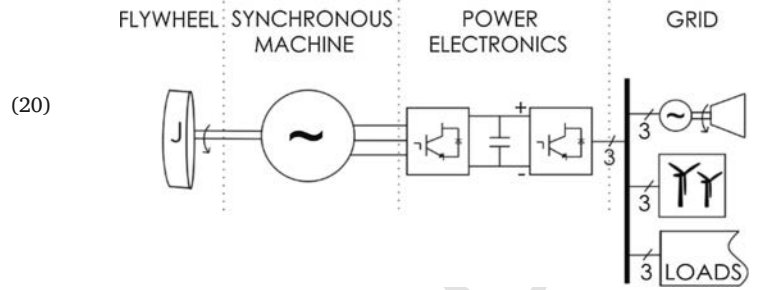 FLYWHEEL SYNCHRONOUS MACHINE POWER ELECTRONICS GRID
(20)
J
~
+
-
3
~
3
3
3 LOADS